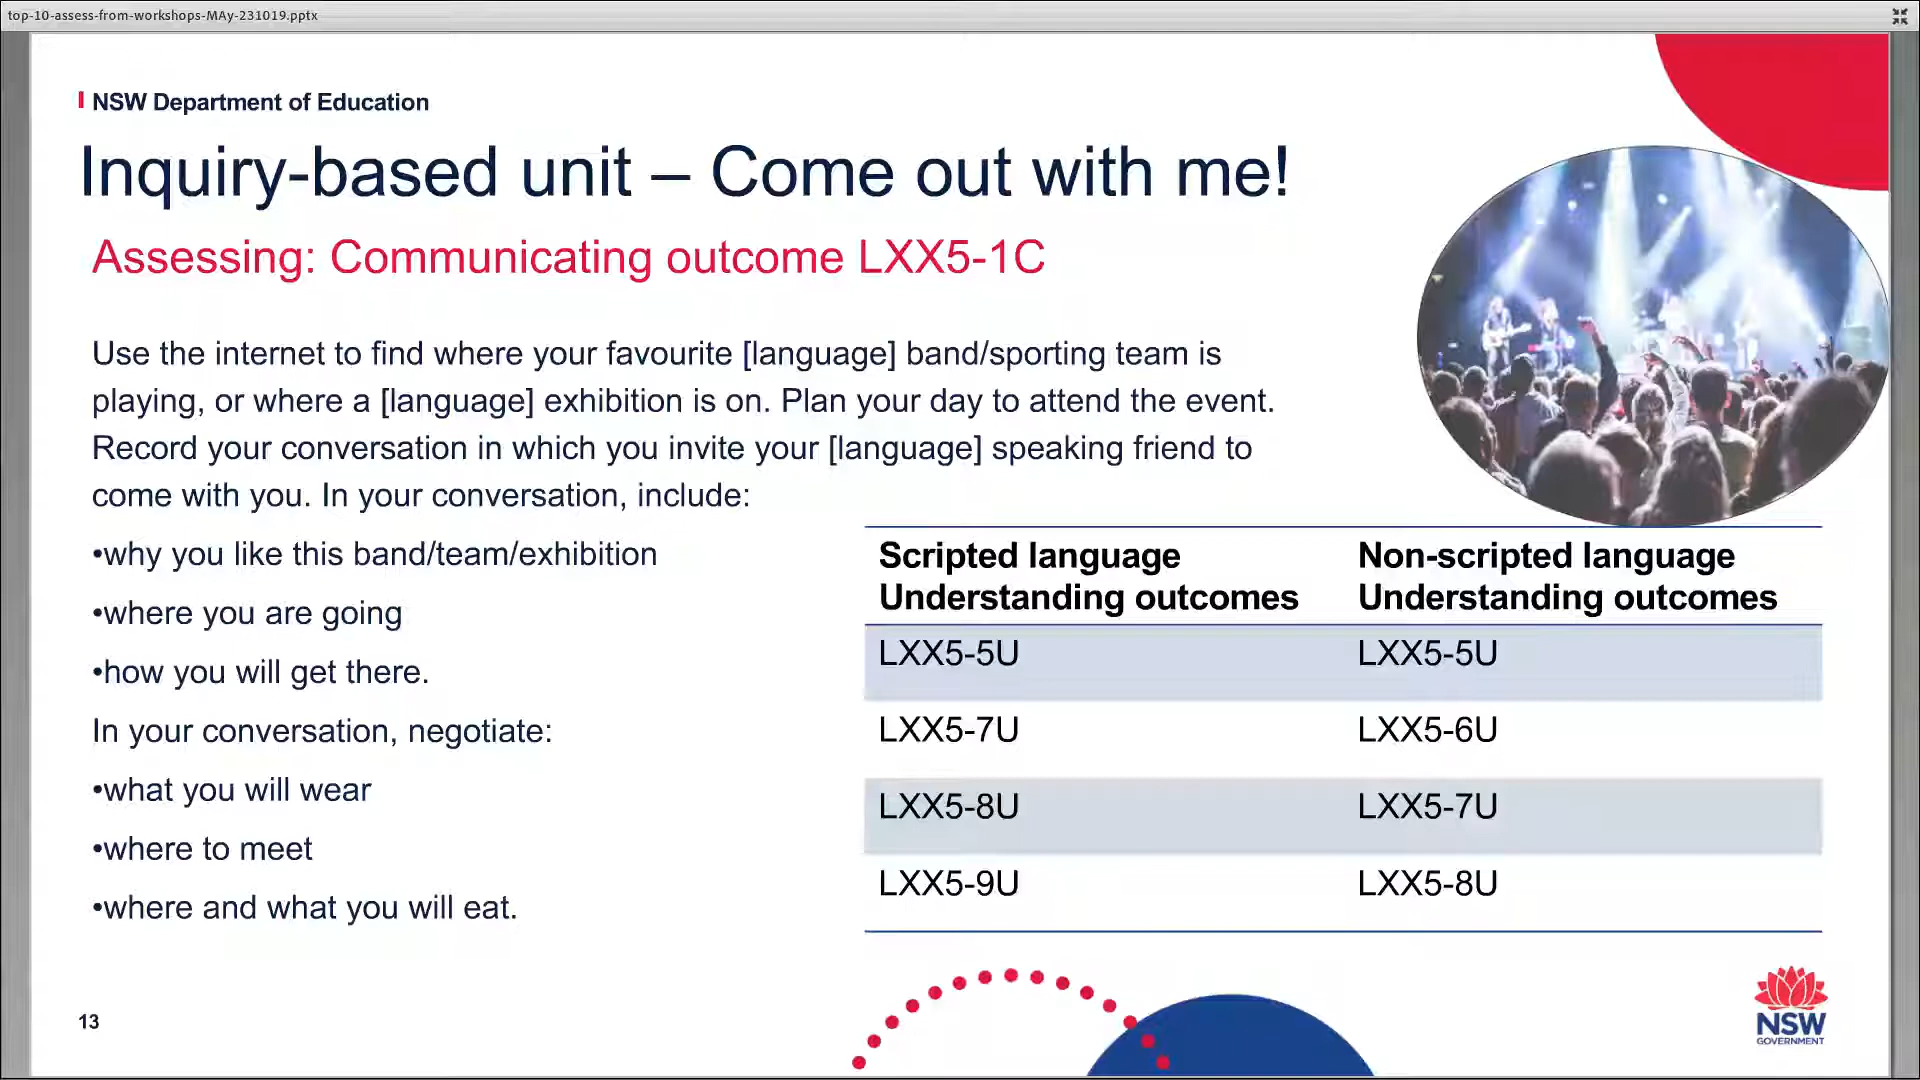 top-10-assess-from-workshops-MAy-231019.pptx
NSW Department of Education
Inquiry-based unit – Come out with me!
Assessing: Communicating outcome LXX5-1C
Use the internet to find where your favourite [language] band/sporting team is
playing, or where a [language] exhibition is on. Plan your day to attend the event.
Record your conversation in which you invite your [language] speaking friend to
come with you. In your conversation, include:
•why you like this band/team/exhibition
•where you are going
•how you will get there.
In your conversation, negotiate:
•what you will wear
•where to meet
•where and what you will eat.
Scripted language Non-scripted language
Understanding outcomes Understanding outcomes
LXX5-5U LXX5-5U
LXX5-7U LXX5-6U
LXX5-8U LXX5-7U
LXX5-9U LXX5-8U
13
NSW
GOVERNMENT